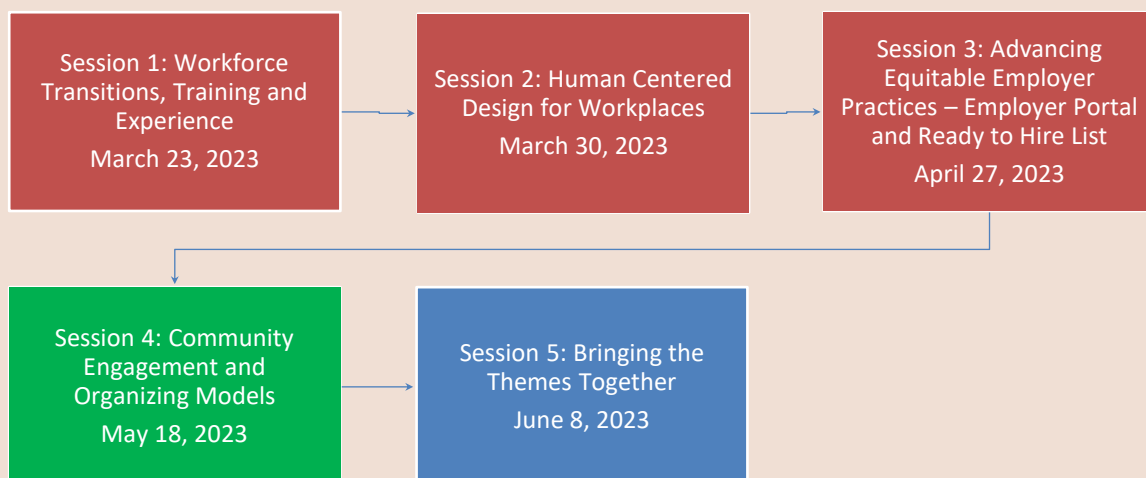 Session 1: Workforce
Transitions, Training and
Experience
March 23, 2023
Session 2: Human Centered
Design for Workplaces
March 30, 2023
Session 3: Advancing
Equitable Employer
Practices – Employer Portal
and Ready to Hire List
April 27, 2023
Session 4: Community
Engagement and
Organizing Models
May 18, 2023
Session 5: Bringing the
Themes Together
June 8, 2023